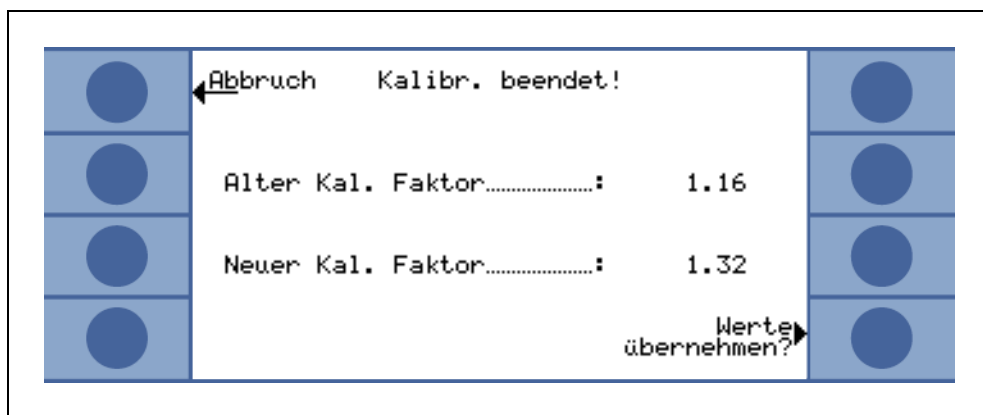 Abbruch Kalibr. beendet!
Alter Kal. Faktor....................: 1.16
Neuer Kal. Faktor....................: 1.32
Werte
übernehmen?